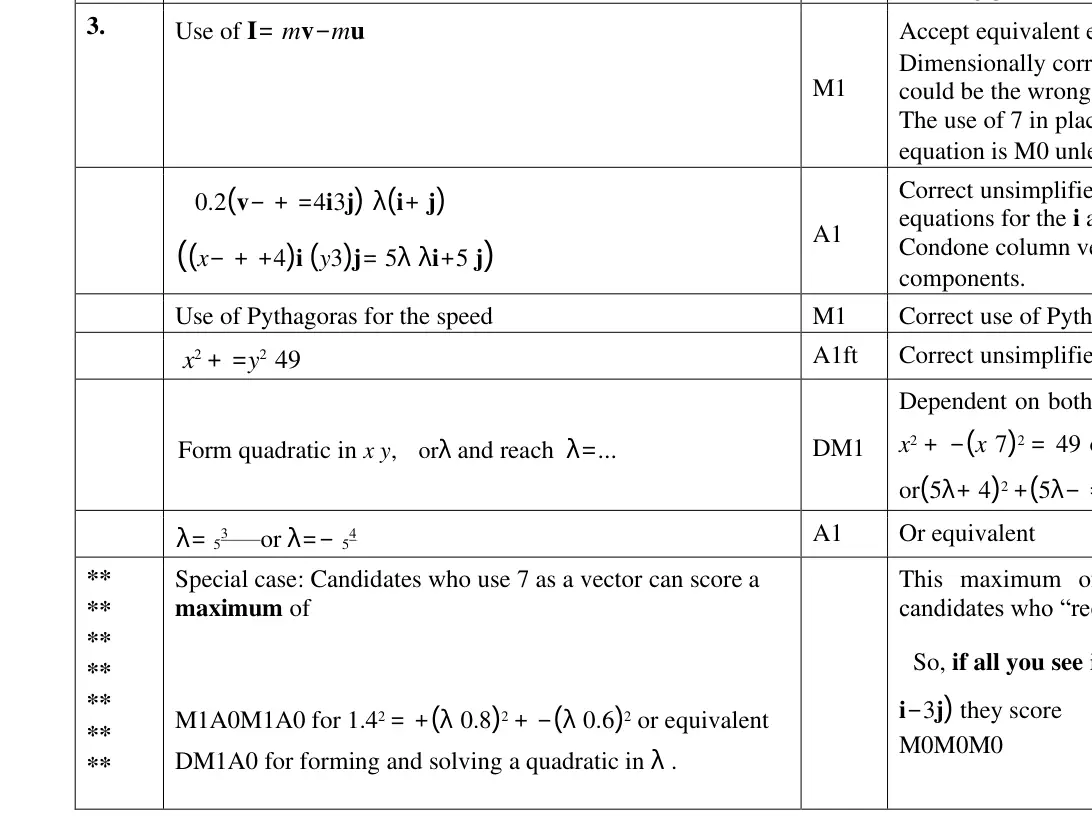 3.
Use of I= mv−mu
M1
Accept equivalent e
Dimensionally corr
could be the wrong
The use of 7 in plac
equation is M0 unle
0.2(v− + =4i3j) λ(i+ j)
((x− + +4)i (y3)j= 5λ λi+5 j)
A1
Correct unsimplifie
equations for the i a
Condone column ve
components.
Use of Pythagoras for the speed
M1
Correct use of Pyth
x² + =y² 49
A1ft
Correct unsimplifie
Form quadratic in x y, orλ and reach λ=...
DM1
Dependent on both
x² + −(x 7)² = 49
or(5λ+ 4)² +(5λ−
λ= 5 3 or λ=− 5 4
A1
Or equivalent
**
**
**
**
**
**
**
Special case: Candidates who use 7 as a vector can score a
maximum of
M1A0M1A0 for 1.4² = +(λ 0.8)² + −(λ 0.6)² or equivalent
DM1A0 for forming and solving a quadratic in λ .
This maximum o
candidates who “re
So, if all you see i
i−3j) they score
M0M0M0